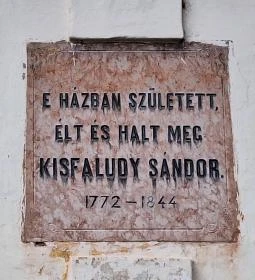 E HÁZBAN SZÜLETETT,
ÉLT ÉS HALT MEG
KISFALUDY SÁNDOR.
1772-1844